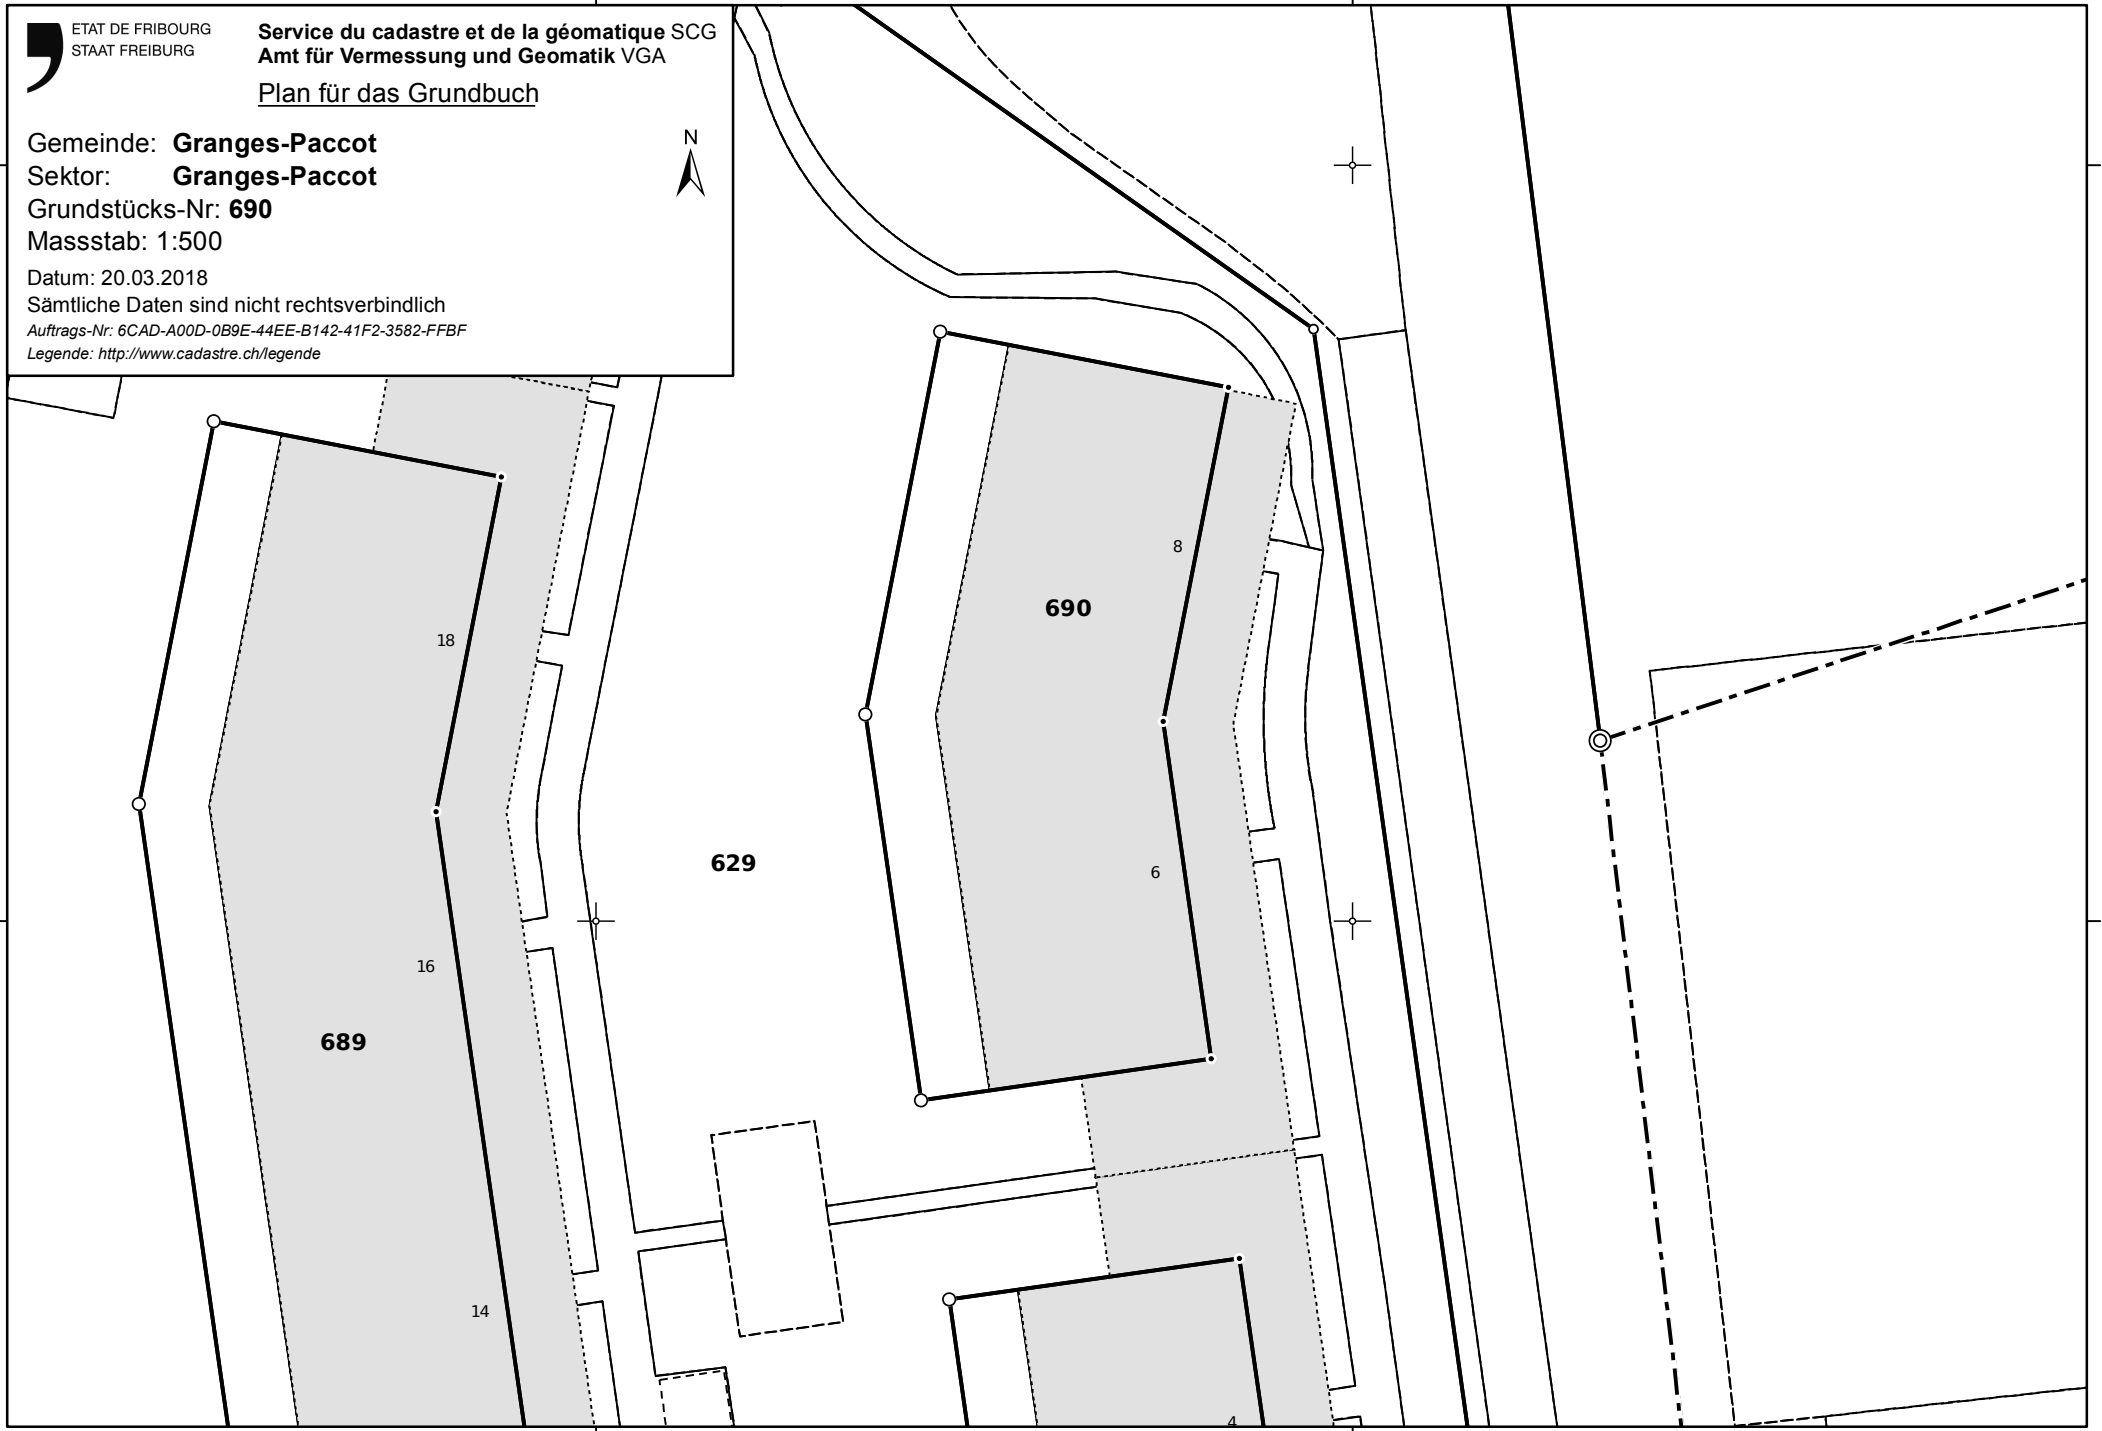 ETAT DE FRIBOURG
STAAT FREIBURG
Service du cadastre et de la géomatique SCG
Amt für Vermessung und Geomatik VGA
Plan für das Grundbuch
Gemeinde: Granges-Paccot
Sektor: Granges-Paccot
Grundstücks-Nr: 690
Massstab: 1:500
Datum: 20.03.2018
Sämtliche Daten sind nicht rechtsverbindlich
Auftrags-Nr: 6CAD-A00D-0B9E-44EE-B142-41F2-3582-FFBF
Legende: http://www.cadastre.ch/legende
N
8
690
18
629
6
16
689
14
4